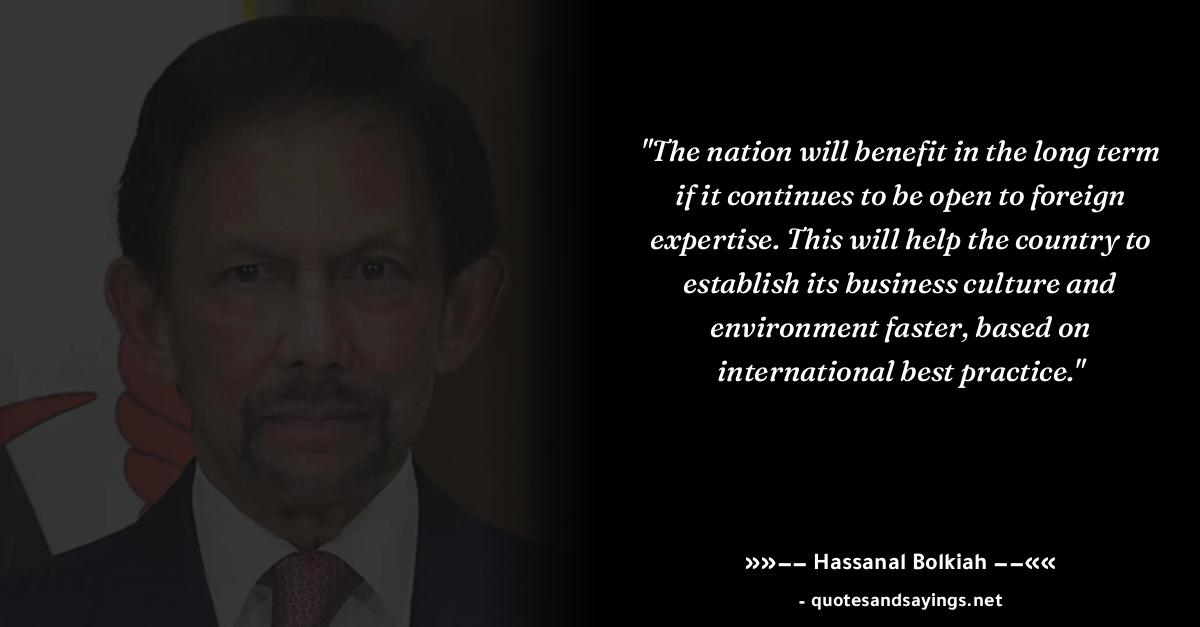 "The nation will benefit in the long term
if it continues to be open to foreign
expertise. This will help the country to
establish its business culture and
environment faster, based on
international best practice."
»»−− Hassanal Bolkiah −−««
- quotesandsayings.net